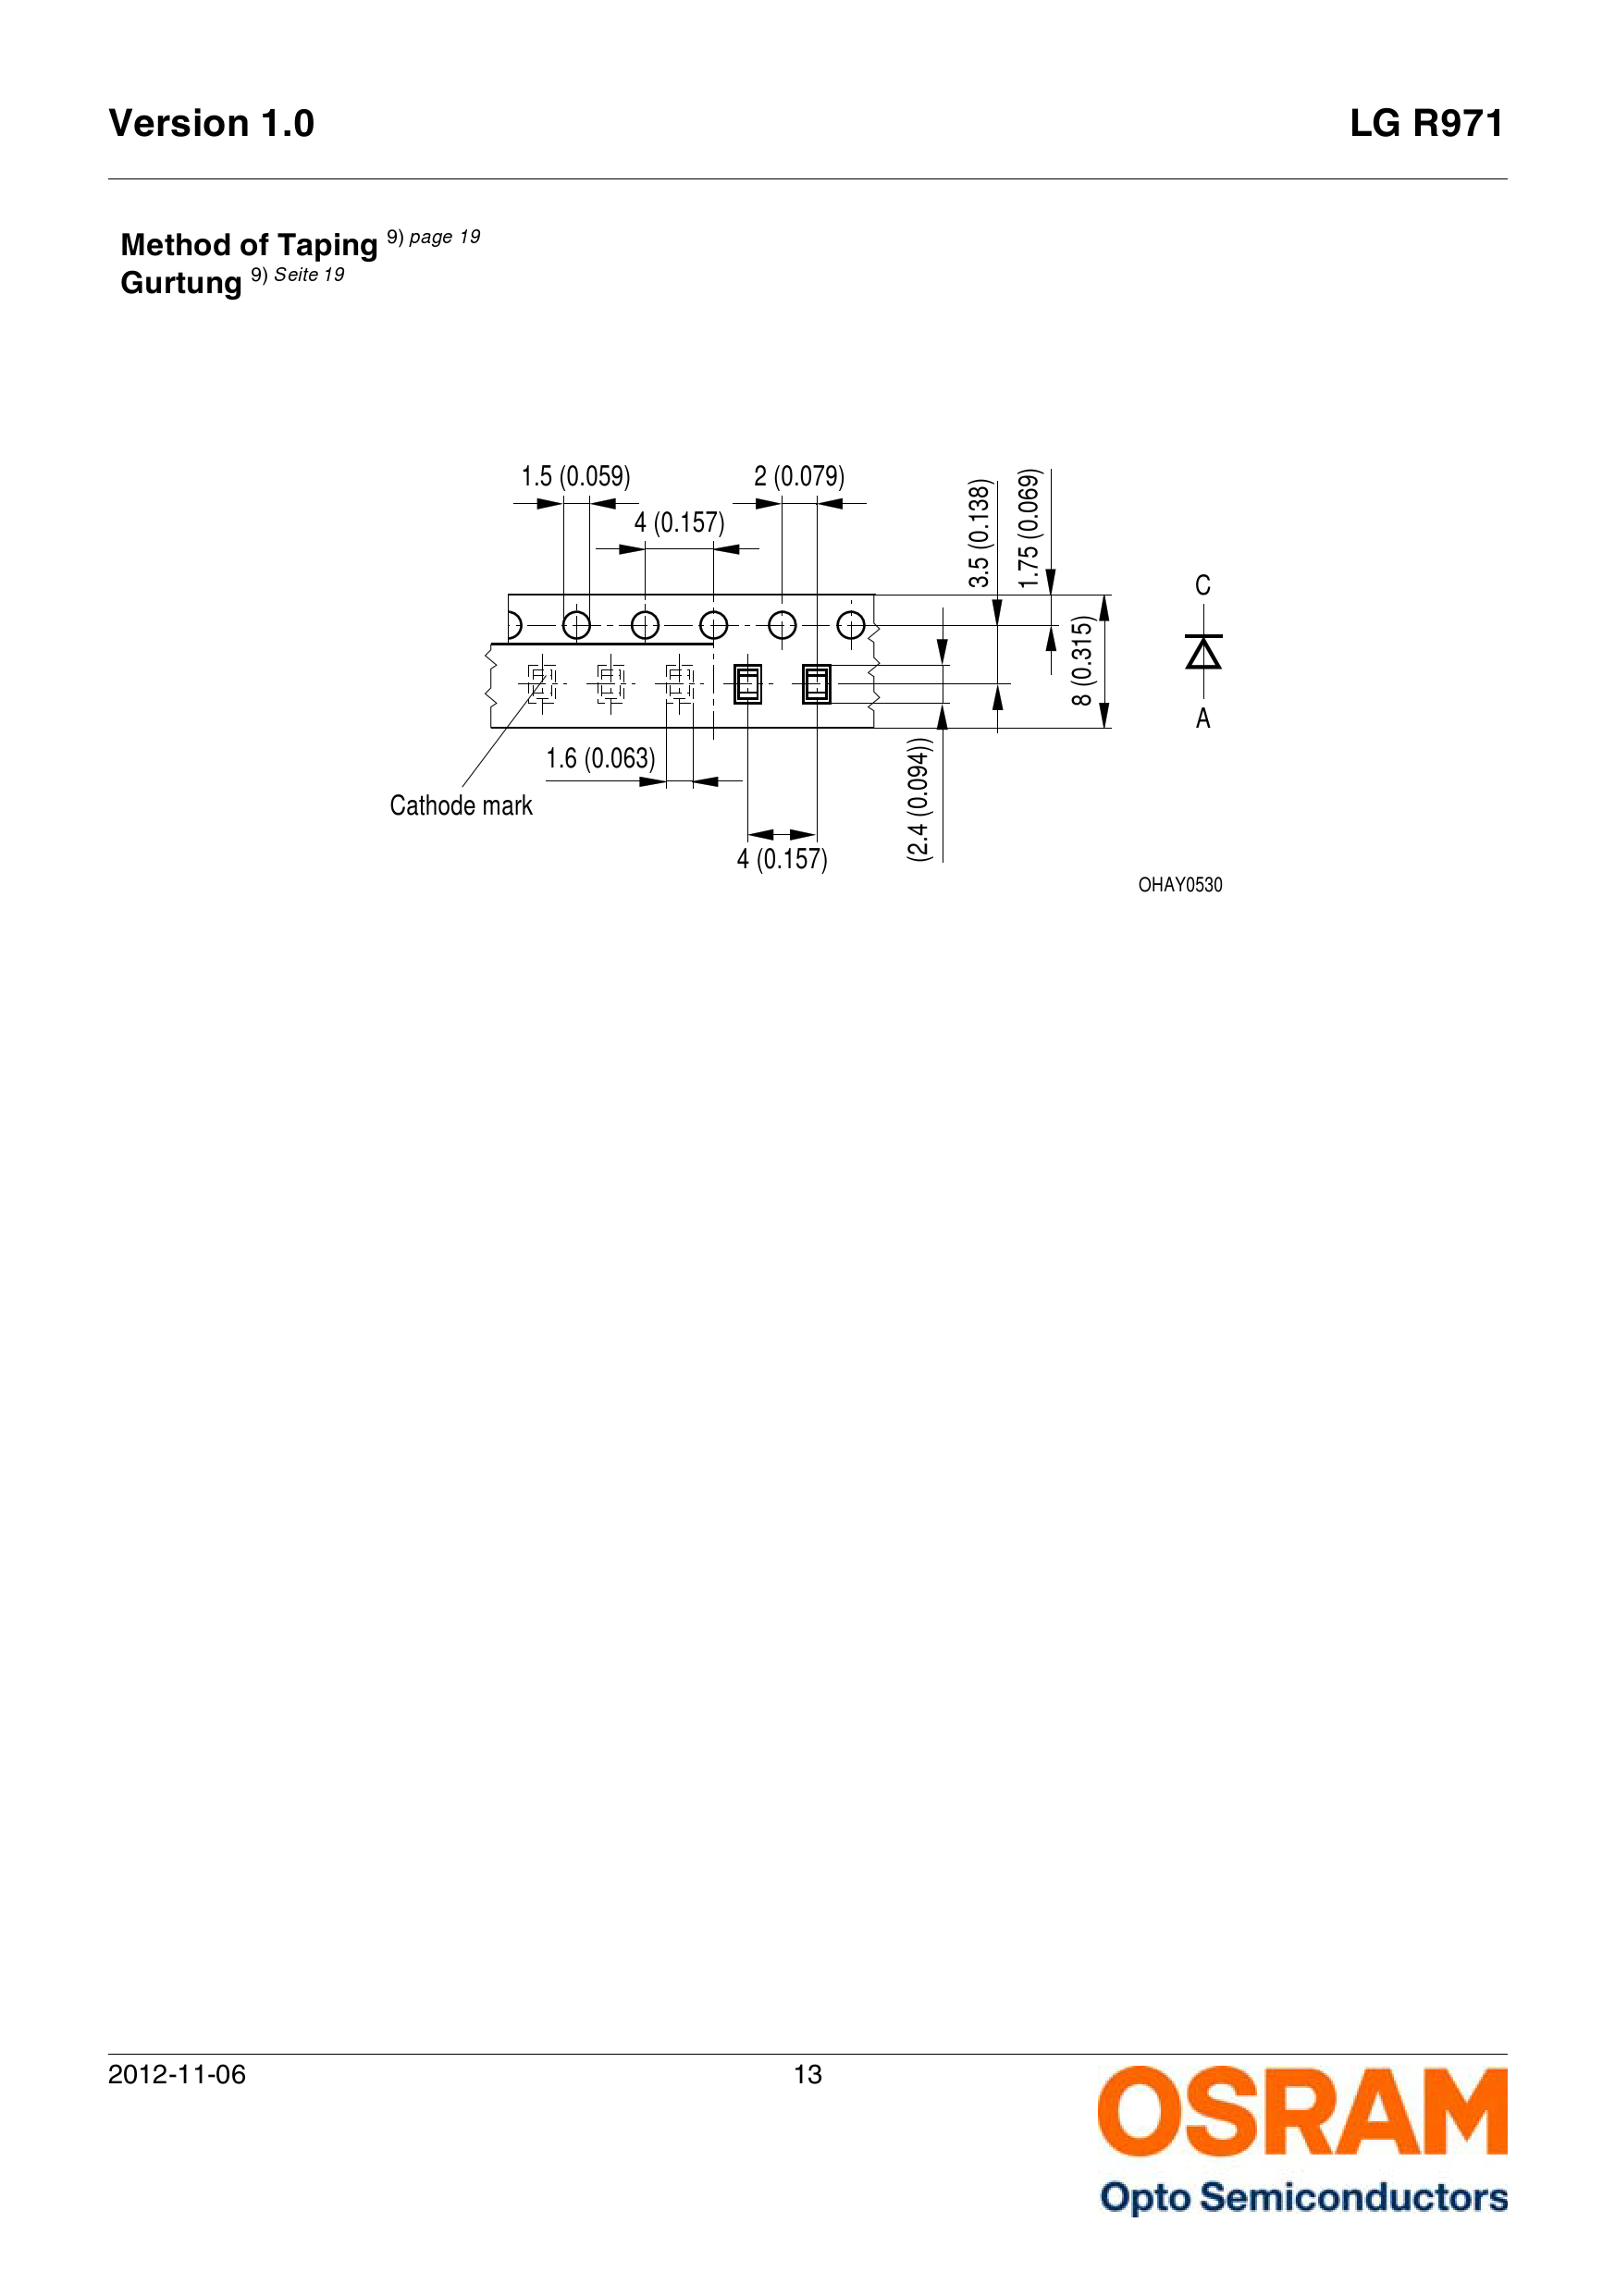 Version 1.0 LG R971
Method of Taping 9) page 19
Gurtung 9) Seite 19
1.5 (0.059)
2 (0.079)
4 (0.157)
3.5 (0.138)
1.75 (0.069)
8 (0.315)
C
A
1.6 (0.063)
Cathode mark
4 (0.157)
(2.4 (0.094))
OHAY0530
2012-11-06 13
OSRAM
Opto Semiconductors